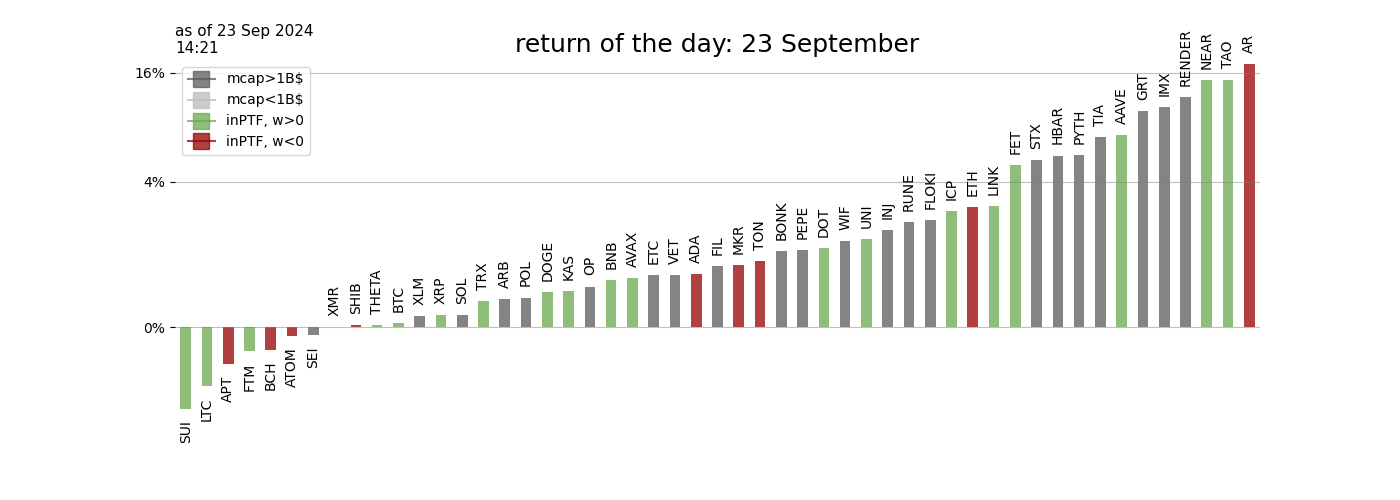 as of 23 Sep 2024
14:21
return of the day: 23 September
16%
4%
0%
mcap>1B$
mcap<1B$
inPTF, w>0
inPTF, w<0
SUI
LTC
APT
FTM
BCH
ATOM
SEI
XMR
SHIB
THETA
BTC
XLM
XRP
SOL
TRX
ARB
POL
DOGE
KAS
OP
BNB
AVAX
ETC
VET
ADA
FIL
MKR
TON
BONK
PEPE
DOT
WIF
UNI
INJ
RUNE
FLOKI
ICP
ETH
LINK
FET
STX
HBAR
PYTH
TIA
AAVE
GRT
IMX
RENDER
NEAR
TAO
AR